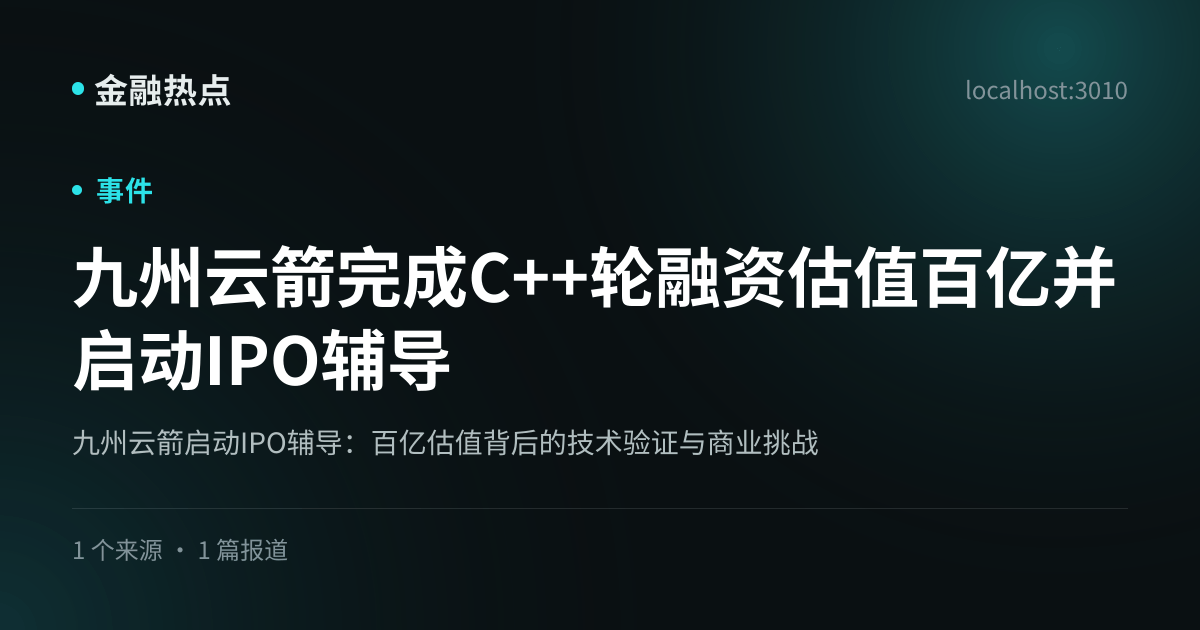 金融热点
localhost:3010
事件
九州云箭完成C++轮融资估值百亿并
启动IPO辅导
九州云箭启动IPO辅导：百亿估值背后的技术验证与商业挑战
1 个来源 · 1 篇报道